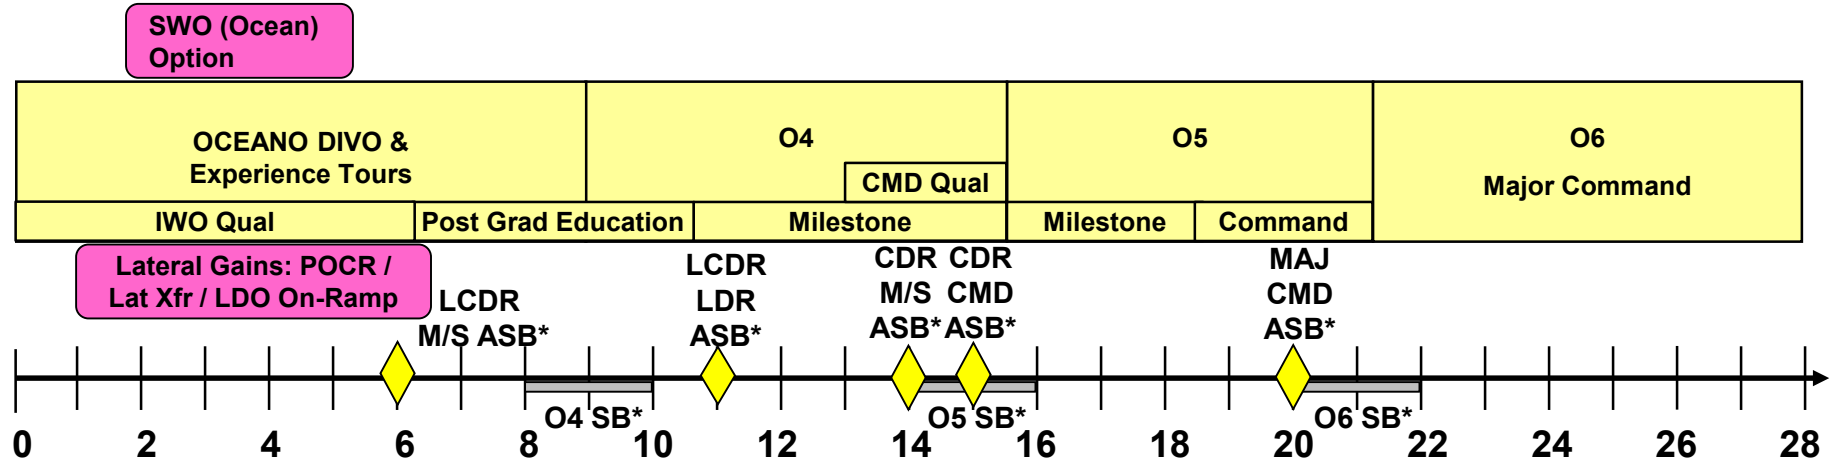 SWO (Ocean)
Option
OCEANO DIVO &
Experience Tours
O4
CMD Qual
O5
O6
Major Command
IWO Qual
Post Grad Education
Milestone
Milestone
Command
Lateral Gains: POCR /
Lat Xfr / LDO On-Ramp
LCDR
M/S ASB*
LCDR
LDR
ASB*
CDR
M/S
ASB*
CDR
CMD
ASB*
MAJ
CMD
ASB*
O4 SB*
O5 SB*
O6 SB*
0 2 4 6 8 10 12 14 16 18 20 22 24 26 28